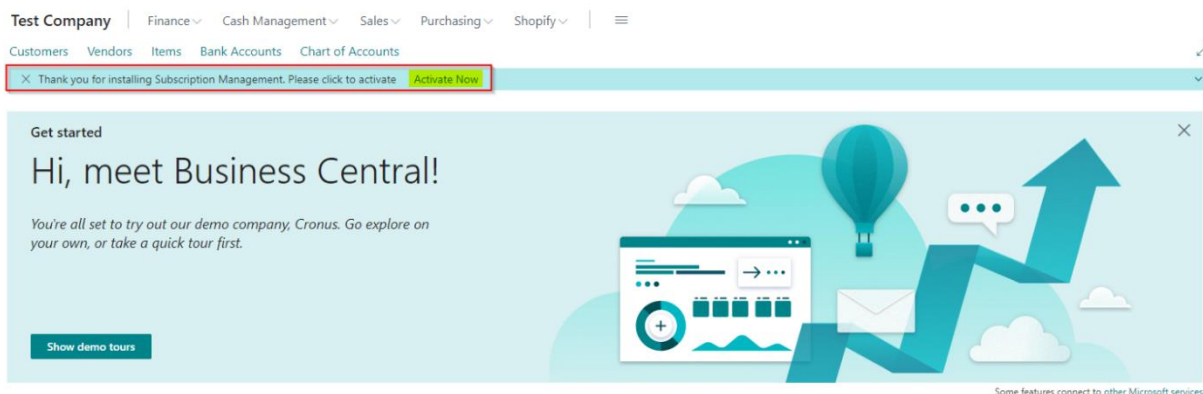 Test Company Finance Cash Management Sales Purchasing Shopify
Customers Vendors Items Bank Accounts Chart of Accounts
Thank you for installing Subscription Management. Please click to activate Activate Now
Get started
Hi, meet Business Central!
You're all set to try out our demo company, Cronus. Go explore on
your own, or take a quick tour first.
Show demo tours
Some features connect to other Microsoft services